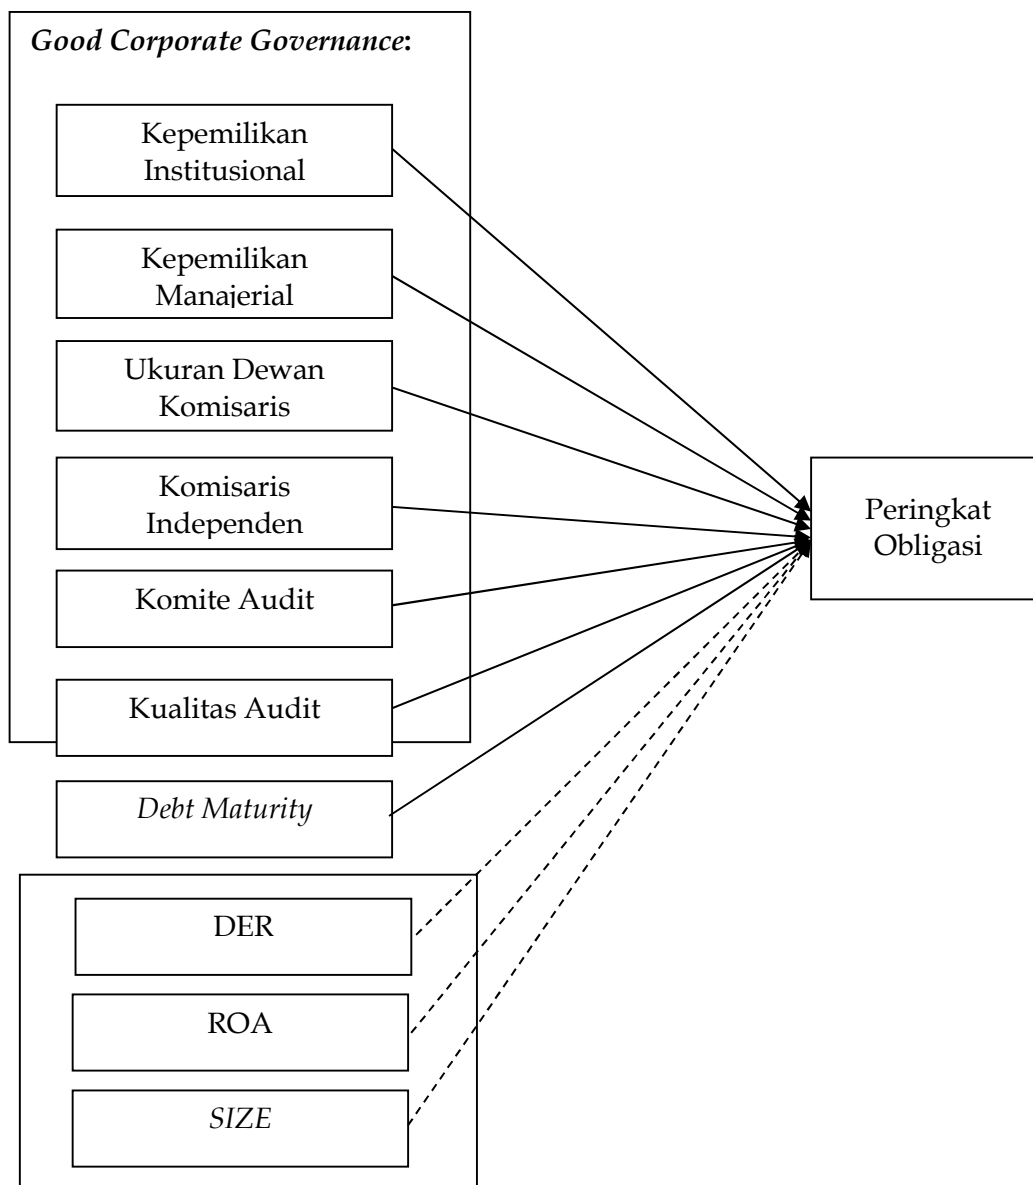 Good Corporate Governance:
Kepemilikan
Institusional
Kepemilikan
Manajerial
Ukuran Dewan
Komisaris
Komisaris
Independen
Komite Audit
Kualitas Audit
Debt Maturity
DER
ROA
SIZE
Peringkat
Obligasi